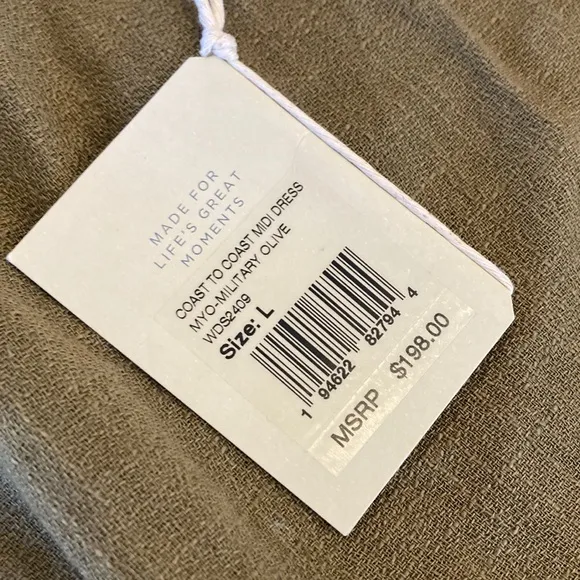 MADE FOR
LIFE'S GREAT
MOMENTS
COAST TO COAST MIDI DRESS
MYO-MILITARY OLIVE
WDS2409
Size: L
1 94622 82794 4
MSRP $198.00